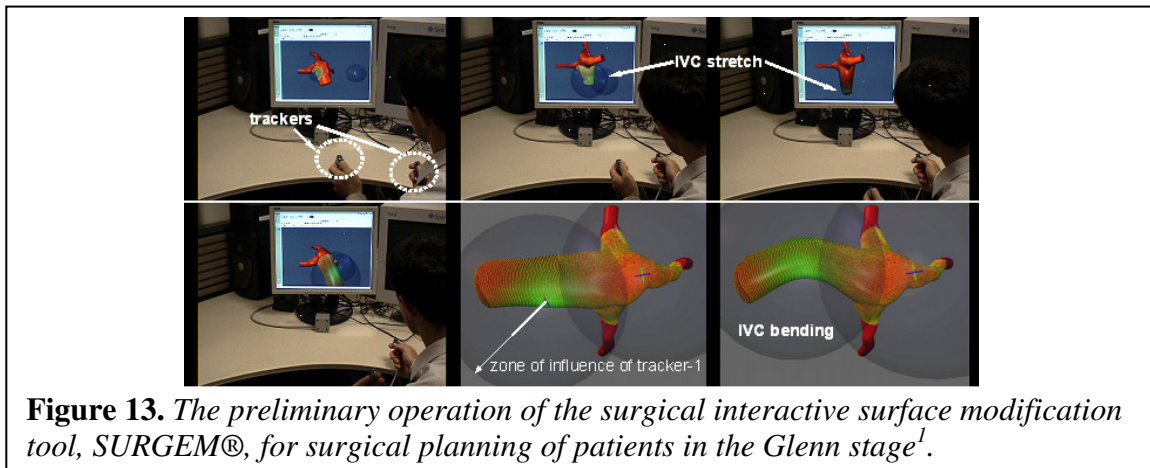 IVC stretch
trackers
IVC bending
zone of influence of tracker-1
Figure 13. The preliminary operation of the surgical interactive surface modification
tool, SURGEM®, for surgical planning of patients in the Glenn stage1.